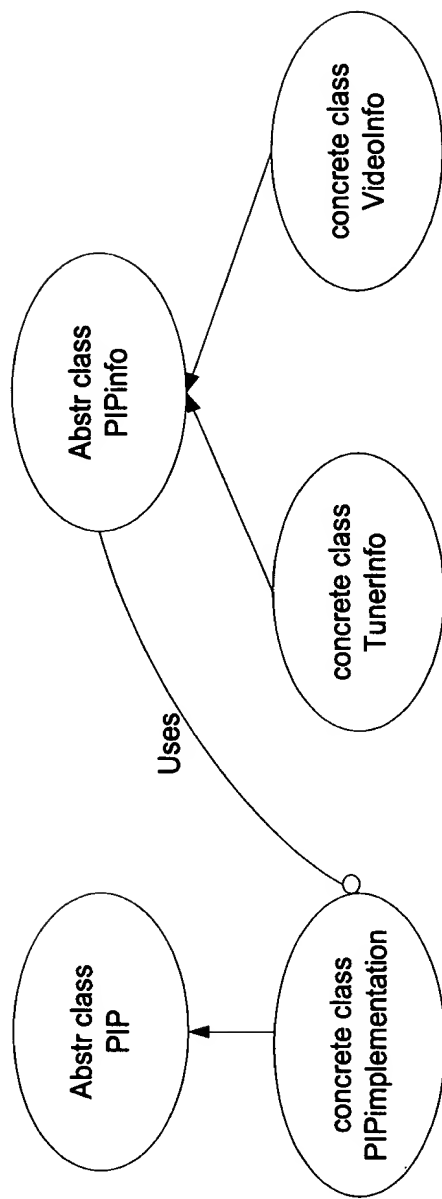 Abstr class
PIP
Abstr class
PIPinfo
Uses
concrete class
PIPimplementation
concrete class
TunerInfo
concrete class
VideoInfo